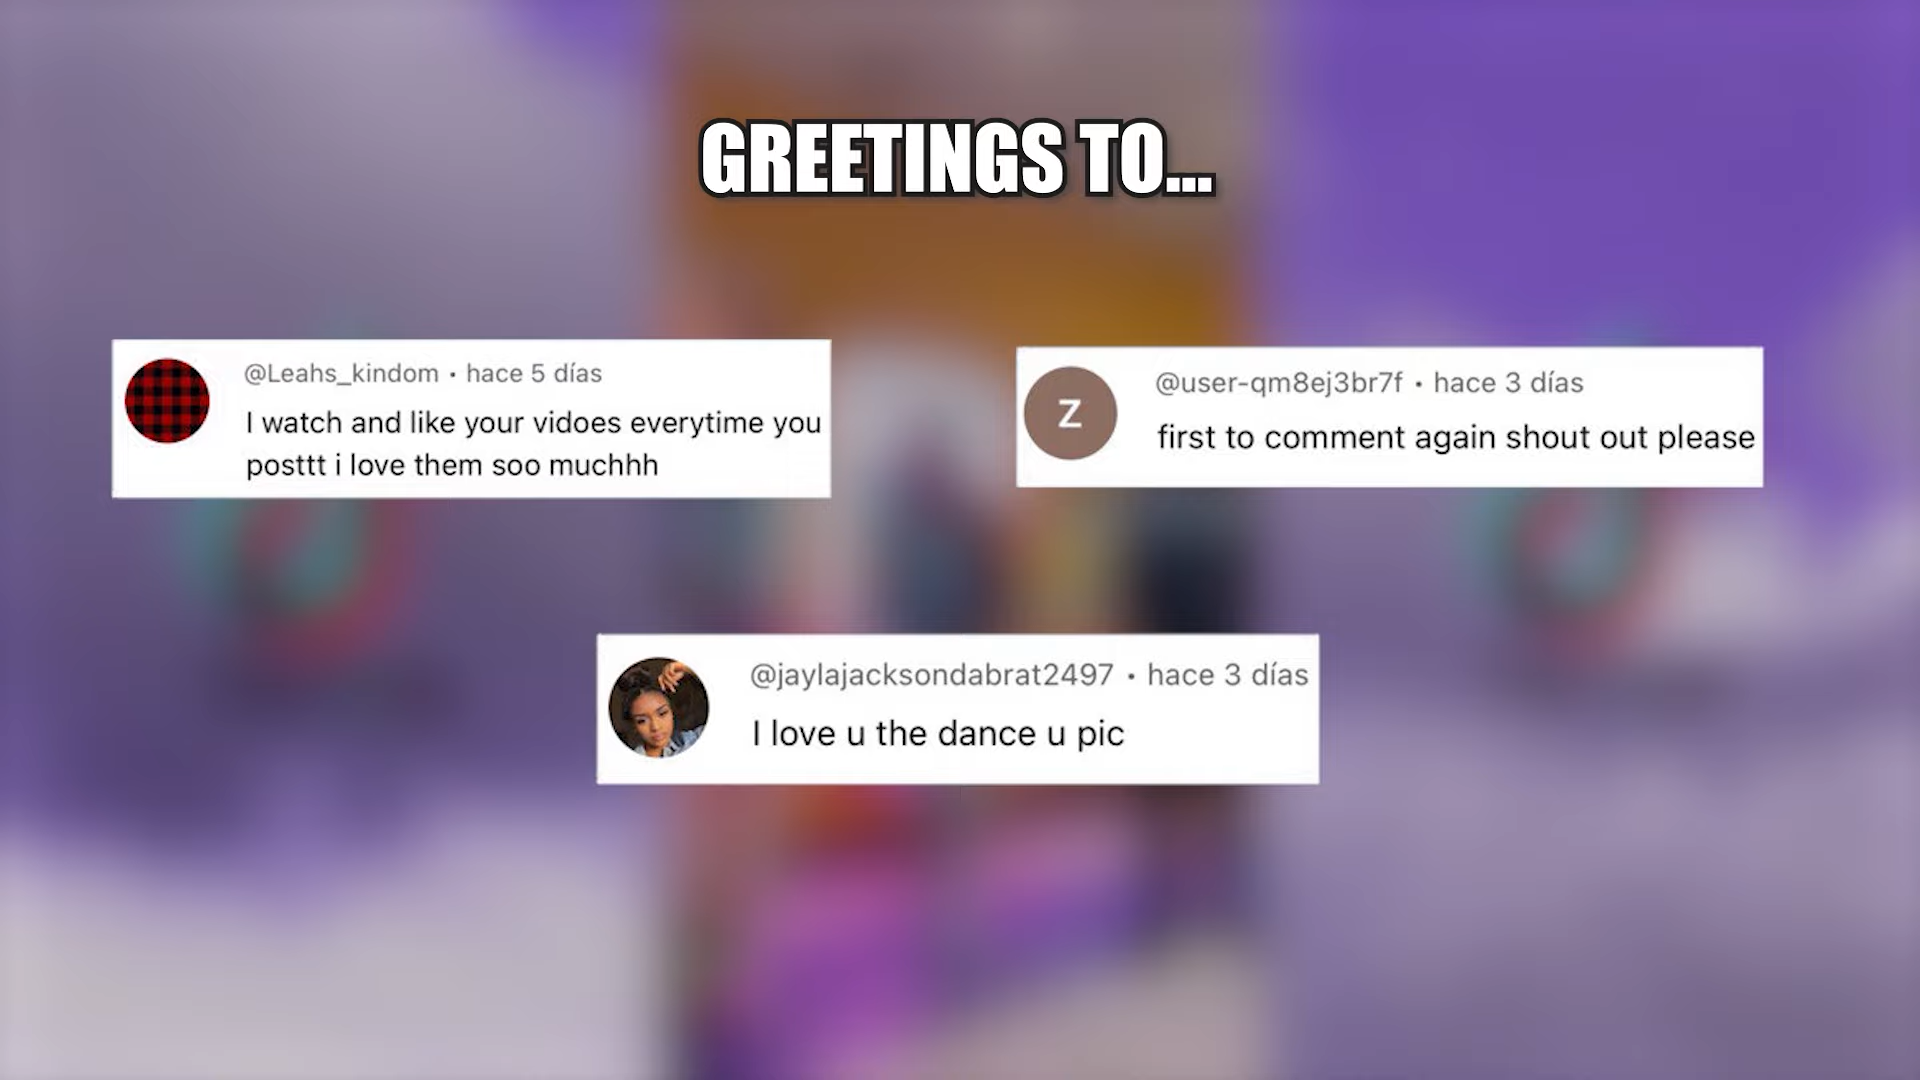 GREETINGS TO...
@Leahs_kindom • hace 5 días
I watch and like your vidoes everytime you
posttt i love them soo muchhh
Z
@user-qm8ej3br7f • hace 3 días
first to comment again shout out please
@jaylajacksondabrat2497 • hace 3 días
I love u the dance u pic